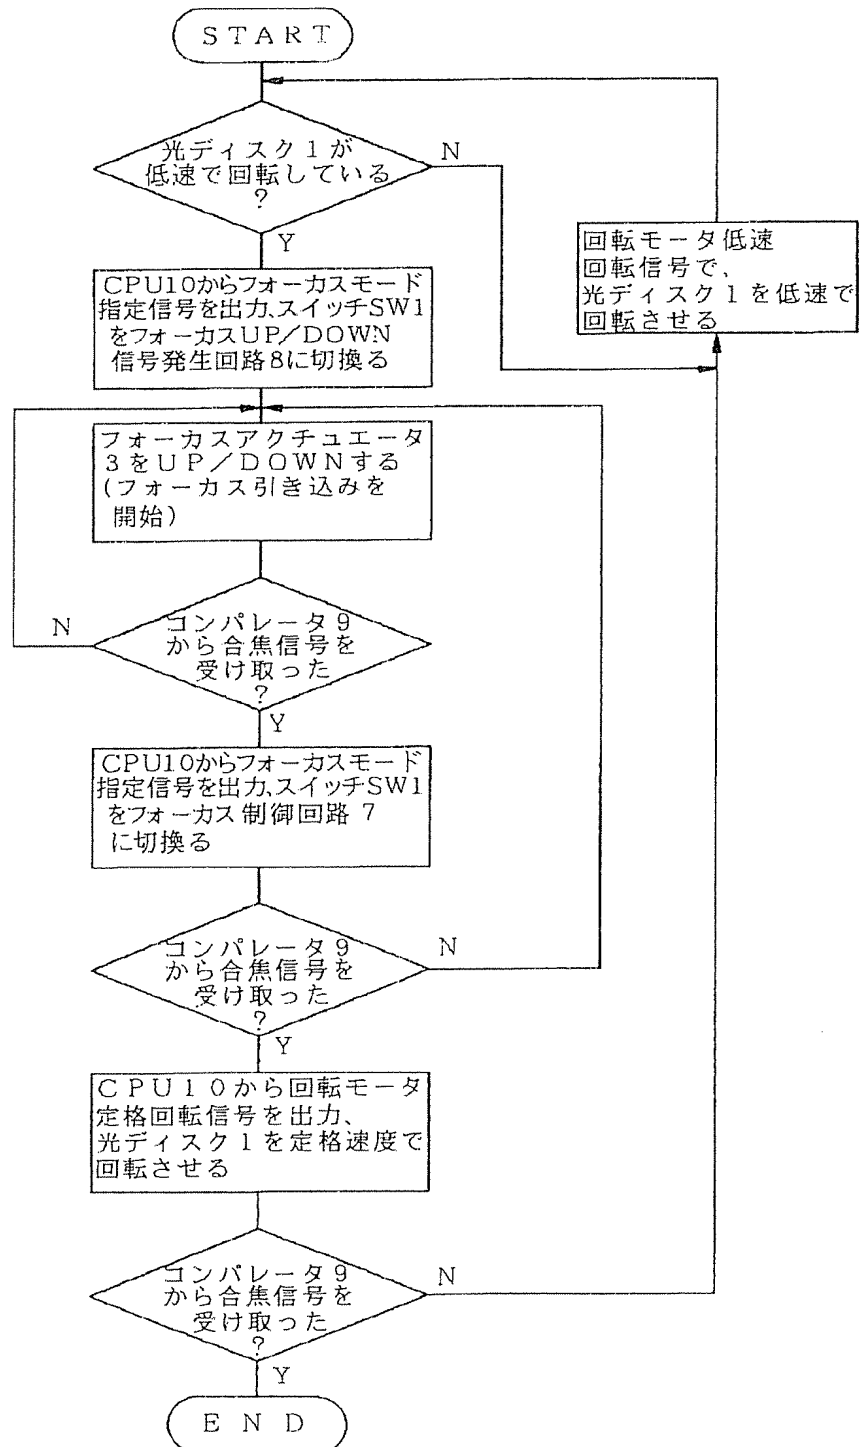 START
光ディスク1が
低速で回転している
?
N
Y
回転モータ低速
回転信号で、
光ディスク1を低速で
回転させる
CPU10からフォーカスモード
指定信号を出力、スイッチSW1
をフォーカスUP/DOWN
信号発生回路8に切換る
フォーカスアクチュエータ
3をUP/DOWNする
(フォーカス引き込みを
開始)
コンパレータ9
から合焦信号を
受け取った
?
N
Y
CPU10からフォーカスモード
指定信号を出力、スイッチSW1
をフォーカス制御回路7
に切換る
コンパレータ9
から合焦信号を
受け取った
?
N
Y
CPU10から回転モータ
定格回転信号を出力、
光ディスク1を定格速度で
回転させる
コンパレータ9
から合焦信号を
受け取った
?
N
Y
END